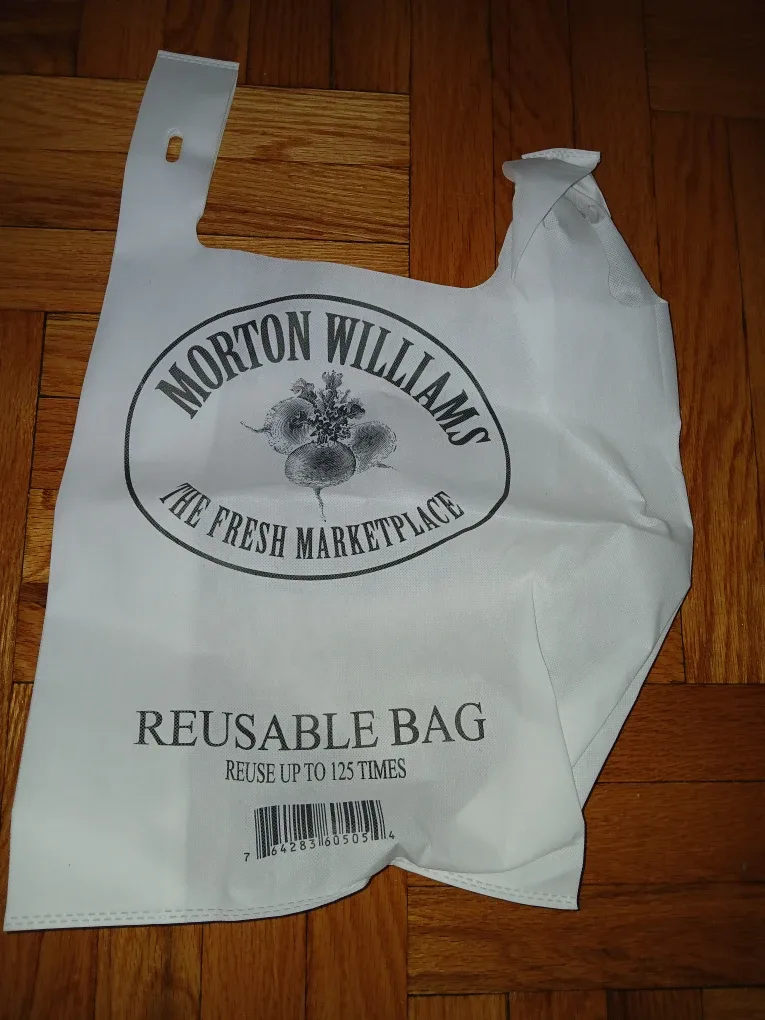 MORTON WILLIAMS
THE FRESH MARKETPLACE
REUSABLE BAG
REUSE UP TO 125 TIMES
7 64283 60505 4